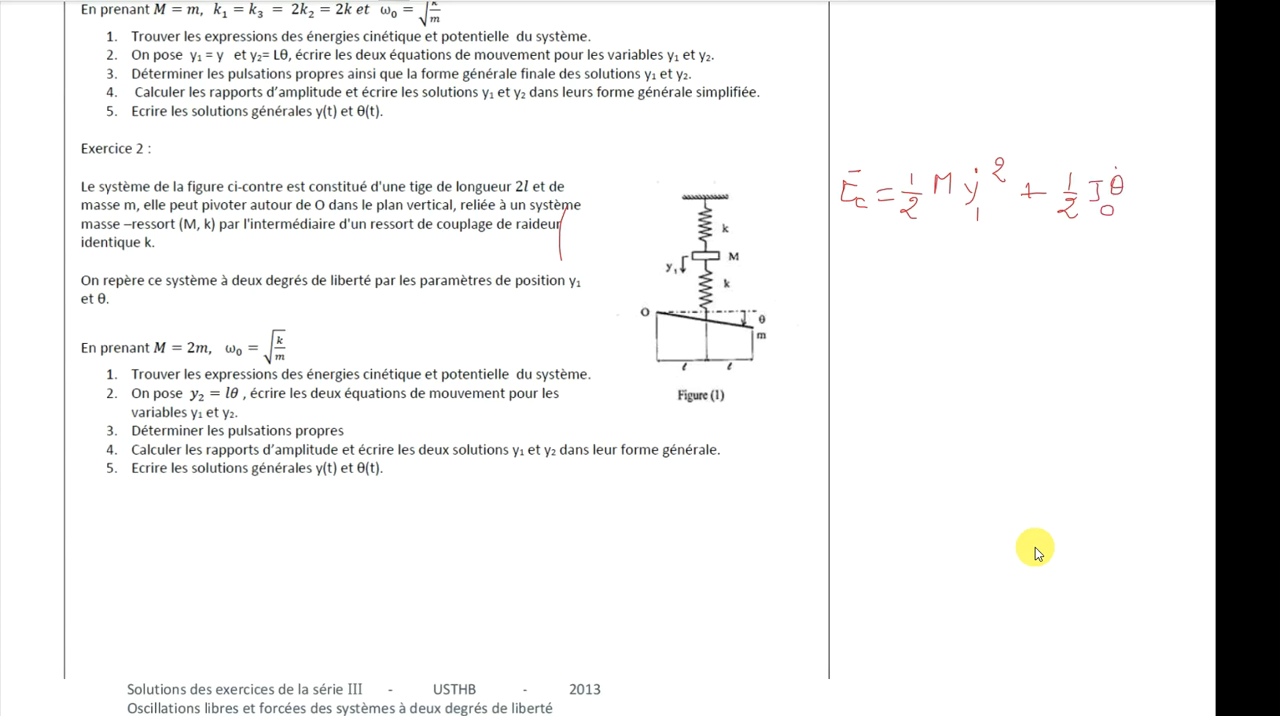 En prenant M = m, k₁ = k₃ = 2k₂ = 2k et ω₀ = √(k/m)
1. Trouver les expressions des énergies cinétique et potentielle du système.
2. On pose y₁ = y et y₂= Lθ, écrire les deux équations de mouvement pour les variables y₁ et y₂.
3. Déterminer les pulsations propres ainsi que la forme générale finale des solutions y₁ et y₂.
4. Calculer les rapports d’amplitude et écrire les solutions y₁ et y₂ dans leurs forme générale simplifiée.
5. Ecrire les solutions générales y(t) et θ(t).
Exercice 2 :
Le système de la figure ci-contre est constitué d'une tige de longueur 2l et de
masse m, elle peut pivoter autour de O dans le plan vertical, reliée à un système
masse –ressort (M, k) par l'intermédiaire d'un ressort de couplage de raideur
identique k.
On repère ce système à deux degrés de liberté par les paramètres de position y₁
et θ.
En prenant M = 2m, ω₀ = √(k/m)
1. Trouver les expressions des énergies cinétique et potentielle du système.
2. On pose y₂ = lθ , écrire les deux équations de mouvement pour les
variables y₁ et y₂.
3. Déterminer les pulsations propres
4. Calculer les rapports d’amplitude et écrire les deux solutions y₁ et y₂ dans leur forme générale.
5. Ecrire les solutions générales y(t) et θ(t).
k
M
y₁
k
O
θ
m
ℓ ℓ
Figure (1)
E_c = 1/2 M ẏ₁² + 1/2 J₀ θ̇
Solutions des exercices de la série III - USTHB - 2013
Oscillations libres et forcées des systèmes à deux degrés de liberté